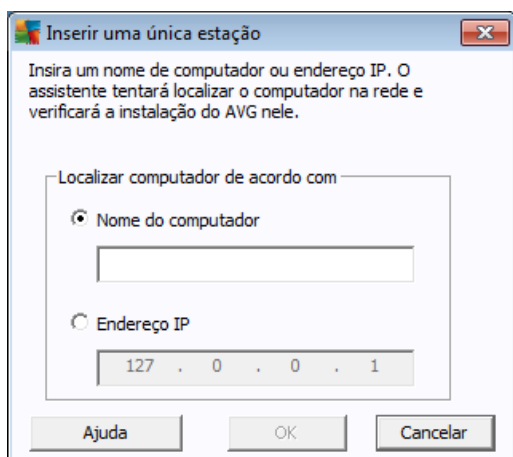 Inserir uma única estação
Insira um nome de computador ou endereço IP. O
assistente tentará localizar o computador na rede e
verificará a instalação do AVG nele.
Localizar computador de acordo com
Nome do computador
Endereço IP
127 . 0 . 0 . 1
Ajuda OK Cancelar